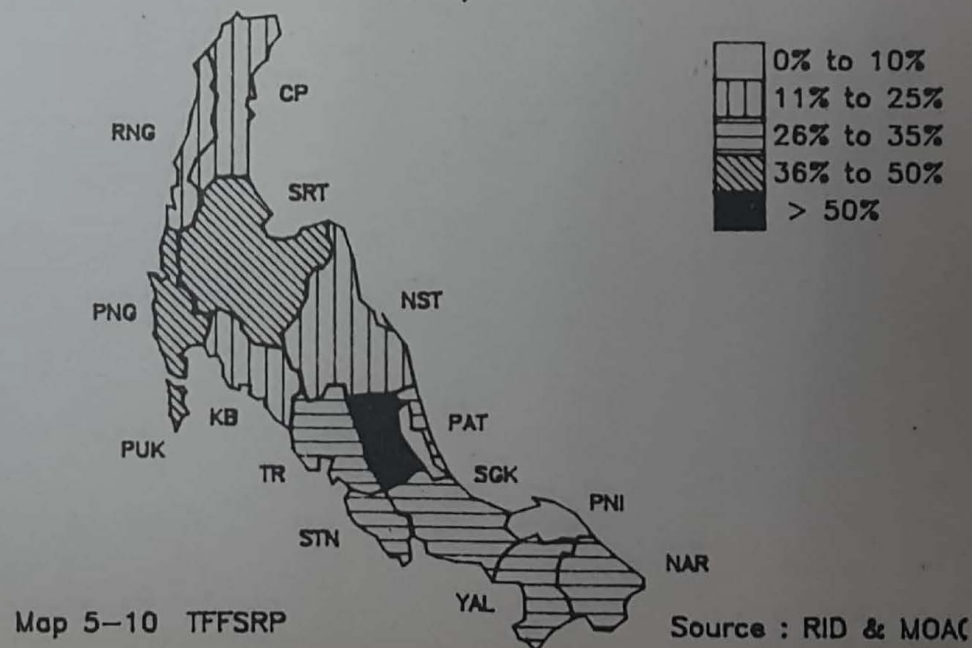 0% to 10%
11% to 25%
26% to 35%
36% to 50%
> 50%
CP
RNG
SRT
PNG
NST
KB
PUK
PAT
TR
SGK
STN
PNI
NAR
YAL
Map 5-10 TFFSRP
Source : RID & MOAC